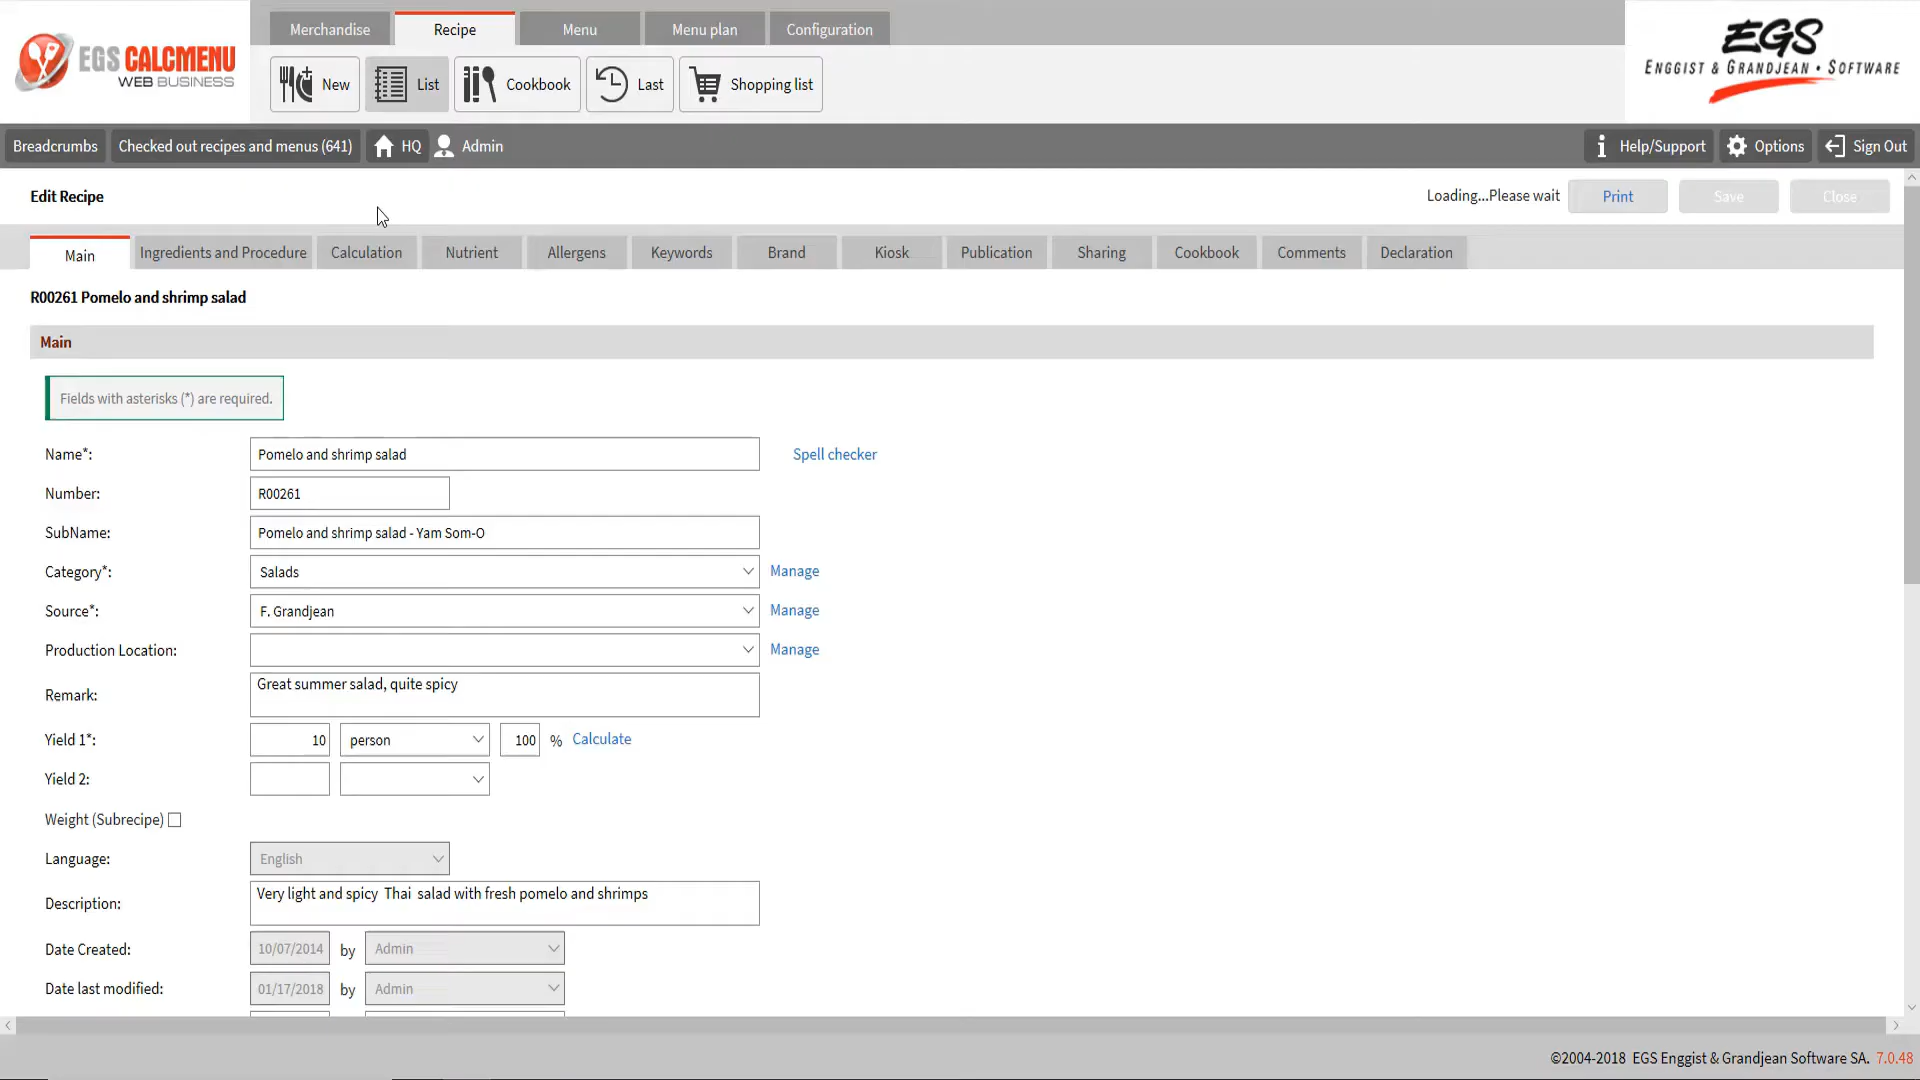 EGS CALCMENU
WEB BUSINESS
Merchandise
Recipe
Menu
Menu plan
Configuration
New
List
Cookbook
Last
Shopping list
EGS
ENGGIST & GRANDJEAN • SOFTWARE
Breadcrumbs
Checked out recipes and menus (641)
HQ
Admin
Help/Support
Options
Sign Out
Edit Recipe
Loading...Please wait
Print
Save
Close
Main
Ingredients and Procedure
Calculation
Nutrient
Allergens
Keywords
Brand
Kiosk
Publication
Sharing
Cookbook
Comments
Declaration
R00261 Pomelo and shrimp salad
Main
Fields with asterisks (*) are required.
Name*: Pomelo and shrimp salad Spell checker
Number: R00261
SubName: Pomelo and shrimp salad - Yam Som-O
Category*: Salads Manage
Source*: F. Grandjean Manage
Production Location: Manage
Remark: Great summer salad, quite spicy
Yield 1*: 10 person 100 % Calculate
Yield 2:
Weight (Subrecipe)
Language: English
Description: Very light and spicy Thai salad with fresh pomelo and shrimps
Date Created: 10/07/2014 by Admin
Date last modified: 01/17/2018 by Admin
©2004-2018 EGS Enggist & Grandjean Software SA. 7.0.48